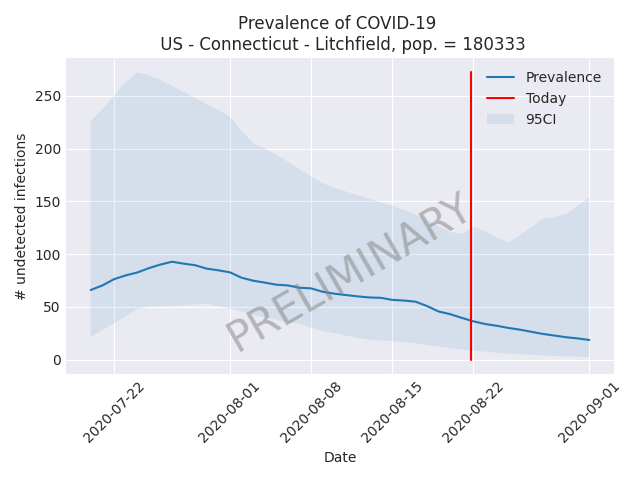 Prevalence of COVID-19
US - Connecticut - Litchfield, pop. = 180333
Prevalence
Today
95CI
250
200
150
100
50
0
# undetected infections
PRELIMINARY
2020-07-22
2020-08-01
2020-08-08
2020-08-15
2020-08-22
2020-09-01
Date